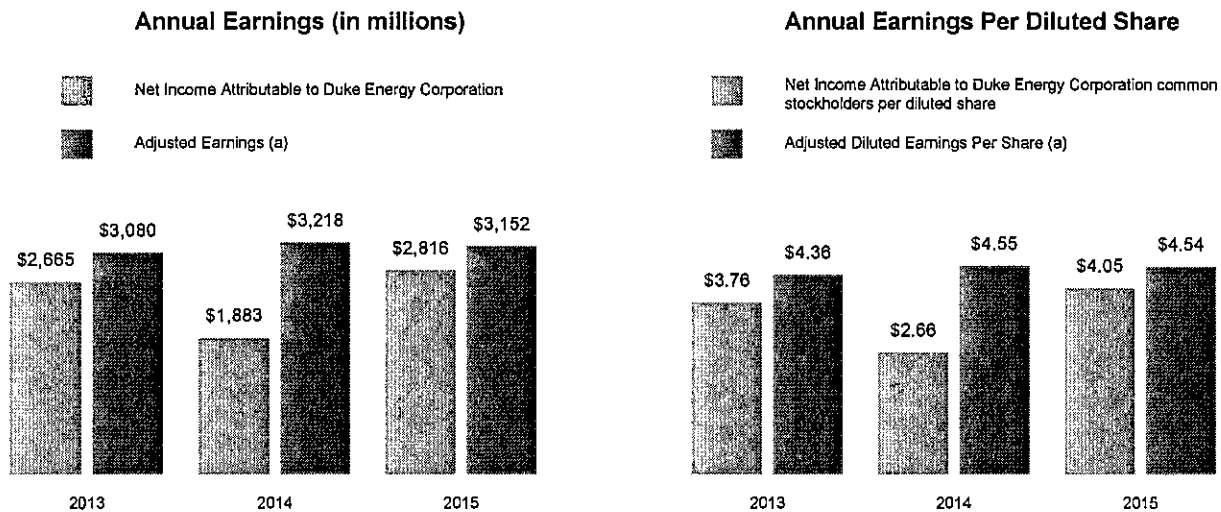 Annual Earnings (in millions)
Net Income Attributable to Duke Energy Corporation
Adjusted Earnings (a)
$2,665
$3,080
$1,883
$3,218
$2,816
$3,152
2013
2014
2015
Annual Earnings Per Diluted Share
Net Income Attributable to Duke Energy Corporation common
stockholders per diluted share
Adjusted Diluted Earnings Per Share (a)
$3.76
$4.36
$2.66
$4.55
$4.05
$4.54
2013
2014
2015